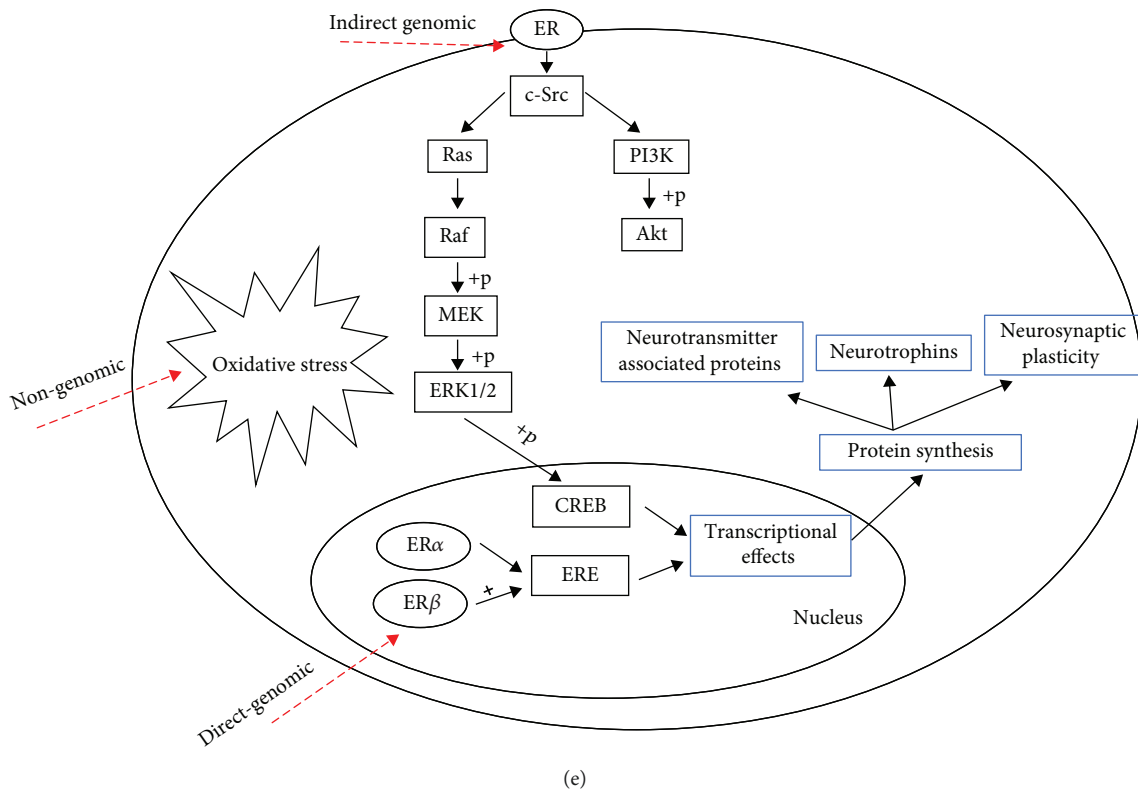 Indirect genomic
ER
c-Src
Ras
PI3K
+p
Raf
Akt
+p
MEK
+p
ERK1/2
+p
Oxidative stress
Non-genomic
Neurotransmitter
associated proteins
Neurotrophins
Neurosynaptic
plasticity
Protein synthesis
CREB
ERα
ERE
ERβ
+
Transcriptional
effects
Nucleus
Direct-genomic
(e)